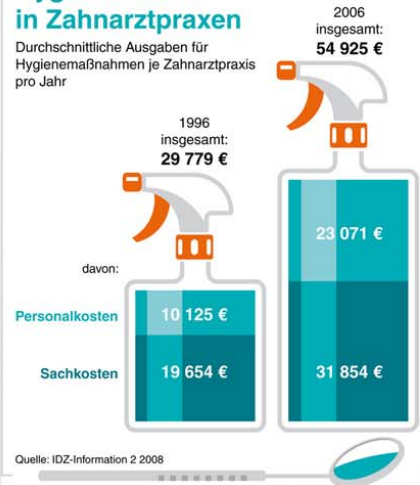 in Zahnarztpraxen
Durchschnittliche Ausgaben für
Hygienemaßnahmen je Zahnarztpraxis
pro Jahr
2006
insgesamt:
54 925 €
1996
insgesamt:
29 779 €
davon:
Personalkosten
10 125 €
23 071 €
Sachkosten
19 654 €
31 854 €
Quelle: IDZ-Information 2 2008